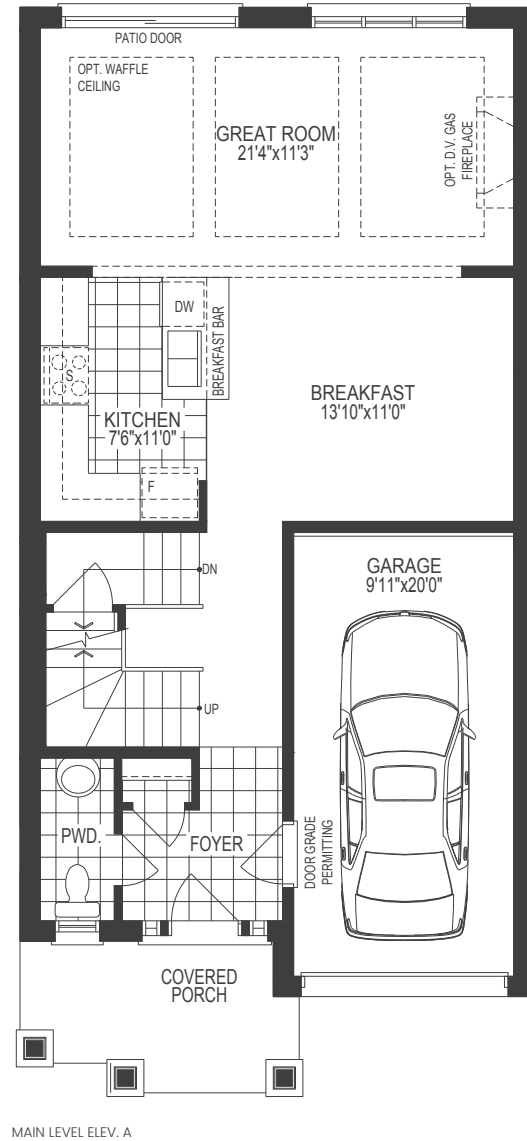 PATIO DOOR
OPT. WAFFLE
CEILING
GREAT ROOM
21'4"x11'3"
OPT. D.V. GAS
FIREPLACE
DW
BREAKFAST BAR
S
KITCHEN
7'6"x11'0"
BREAKFAST
13'10"x11'0"
F
DN
GARAGE
9'11"x20'0"
UP
PWD.
FOYER
DOOR GRADE
PERMITTING
COVERED
PORCH
MAIN LEVEL ELEV. A